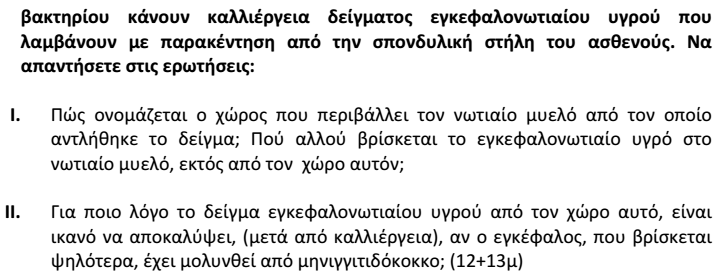 βακτηρίου κάνουν καλλιέργεια δείγματος εγκεφαλονωτιαίου υγρού που
λαμβάνουν με παρακέντηση από την σπονδυλική στήλη του ασθενούς. Να
απαντήσετε στις ερωτήσεις:
I. Πώς ονομάζεται ο χώρος που περιβάλλει τον νωτιαίο μυελό από τον οποίο
αντλήθηκε το δείγμα; Πού αλλού βρίσκεται το εγκεφαλονωτιαίο υγρό στο
νωτιαίο μυελό, εκτός από τον χώρο αυτόν;
II. Για ποιο λόγο το δείγμα εγκεφαλονωτιαίου υγρού από τον χώρο αυτό, είναι
ικανό να αποκαλύψει, (μετά από καλλιέργεια), αν ο εγκέφαλος, που βρίσκεται
ψηλότερα, έχει μολυνθεί από μηνιγγιτιδόκοκκο; (12+13μ)